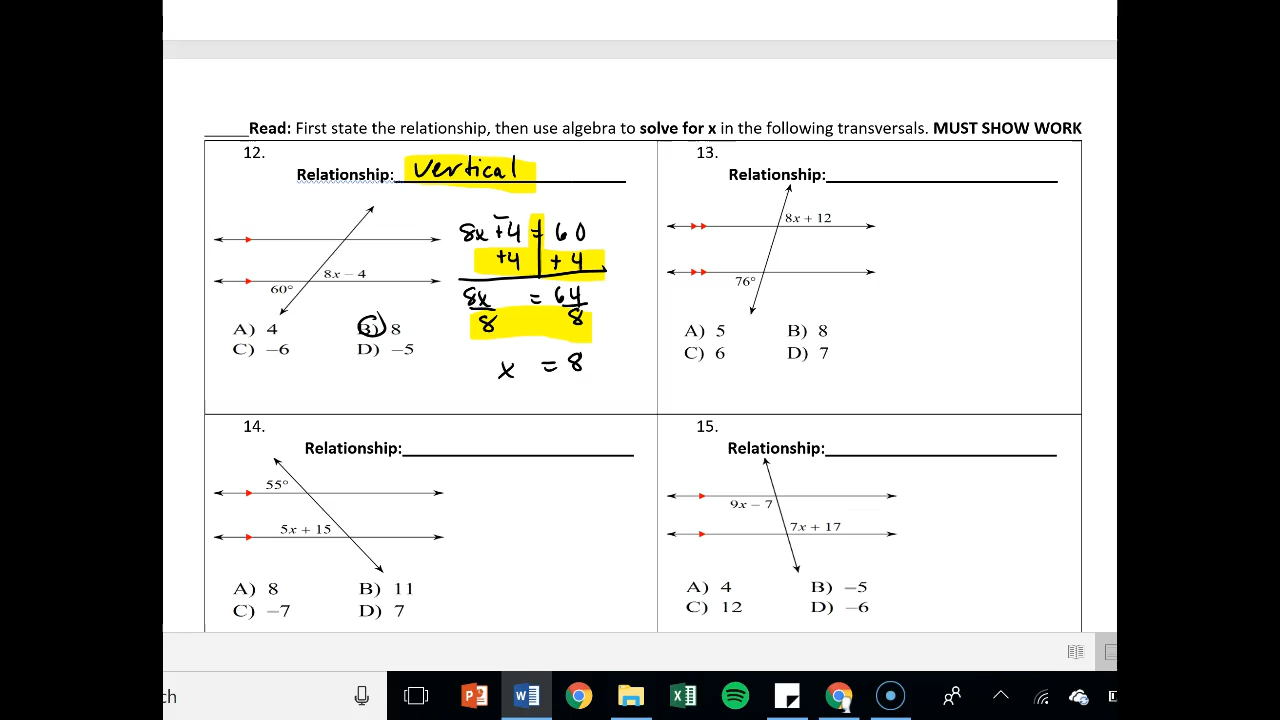 _____Read: First state the relationship, then use algebra to solve for x in the following transversals. MUST SHOW WORK
12.
Relationship: vertical
8x − 4
60°
8x − 4 = 60
+4 + 4
8x = 64
8 8
x = 8
A) 4 B) 8
C) −6 D) −5
13.
Relationship:
8x + 12
76°
A) 5 B) 8
C) 6 D) 7
14.
Relationship:
55°
5x + 15
A) 8 B) 11
C) −7 D) 7
15.
Relationship:
9x − 7
7x + 17
A) 4 B) −5
C) 12 D) −6
ch